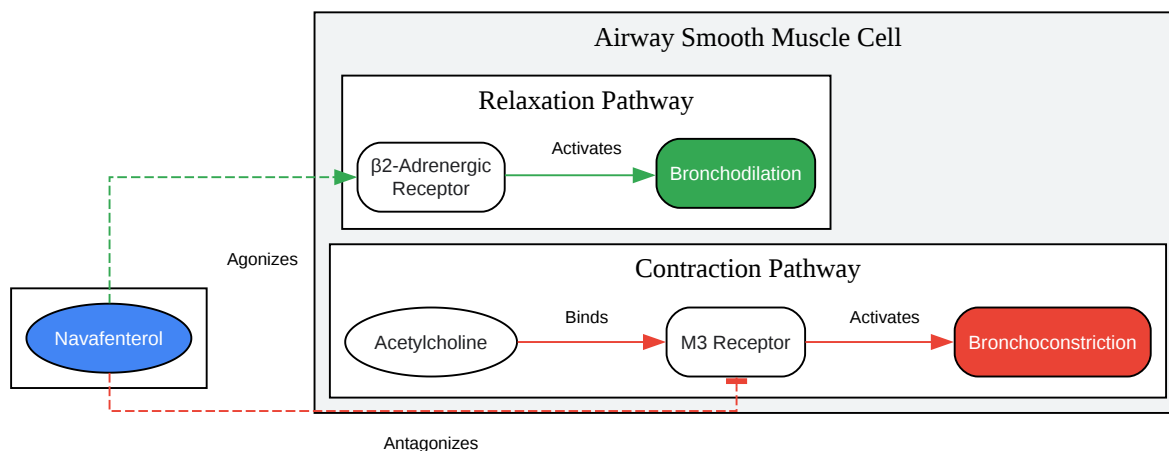 Airway Smooth Muscle Cell
Relaxation Pathway
β2-Adrenergic
Receptor
Activates
Bronchodilation
Agonizes
Contraction Pathway
Navafenterol
Acetylcholine
Binds
M3 Receptor
Activates
Bronchoconstriction
Antagonizes